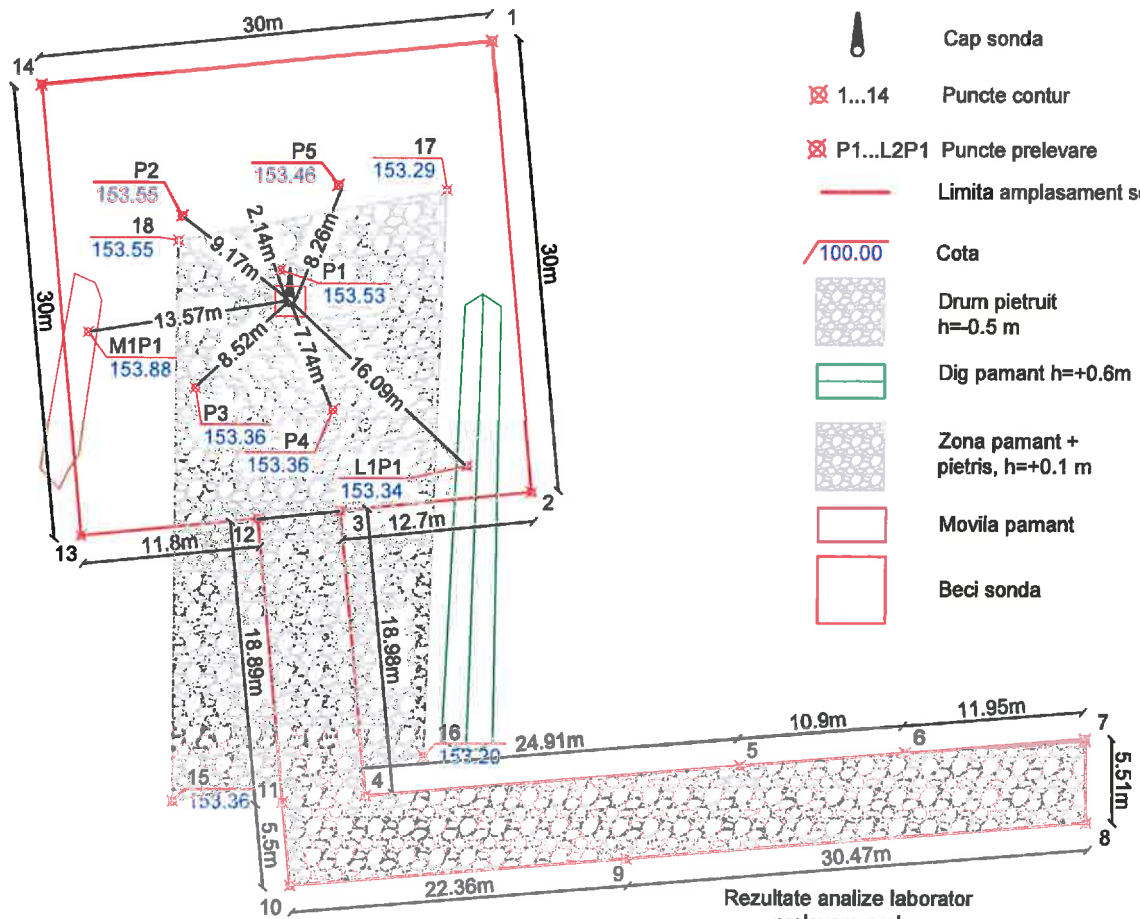 30m
1
14
P5
153.46
17
153.29
P2
153.55
18
153.55
2.14m
8.26m
9.17m
P1
153.53
30m
30m
13.57m
M1P1
153.88
8.52m
7.74m
16.09m
P3
153.36
P4
153.36
L1P1
153.34
2
3
12
12.7m
13
11.8m
18.89m
18.98m
16
153.20
24.91m
10.9m
11.95m
7
5
6
4
15
153.36
11
5.51m
5.5m
8
9
22.36m
30.47m
10
Cap sonda
1...14 Puncte contur
P1...L2P1 Puncte prelevare
Limita amplasament
100.00 Cota
Drum pietruit
h=-0.5 m
Dig pamant h=+0.6m
Zona pamant +
pietris, h=+0.1 m
Movila pamant
Beci sonda
Rezultate analize laborator